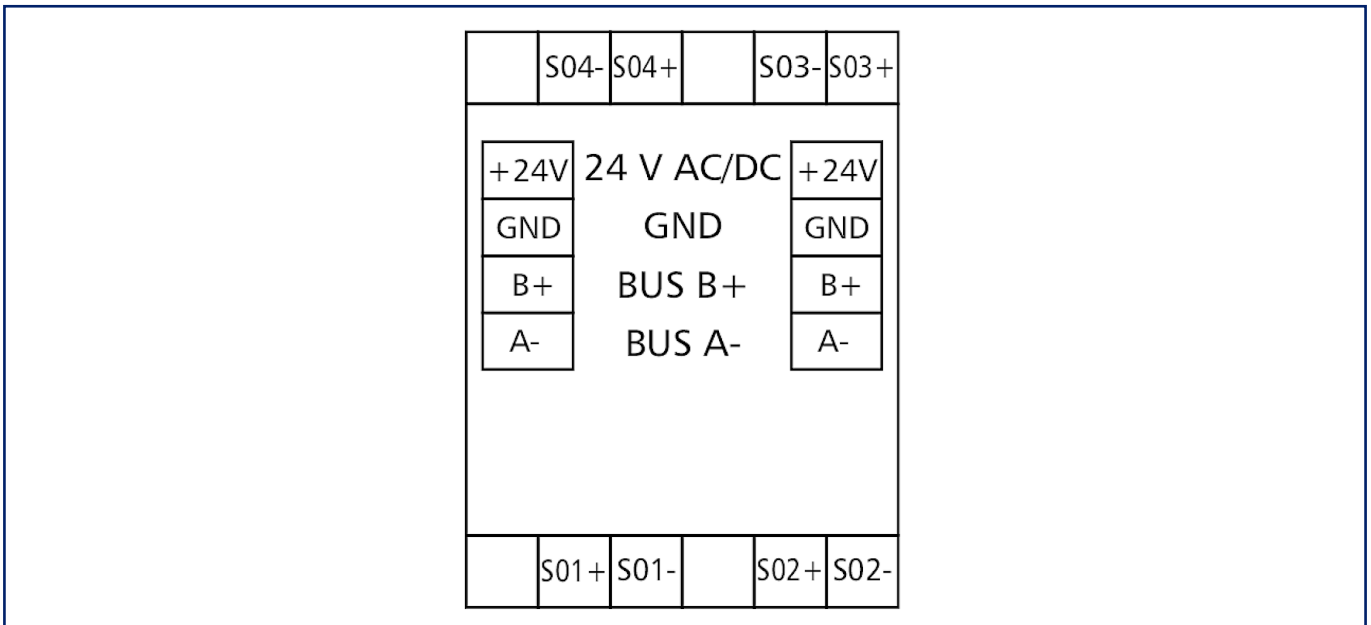 S04- S04+ S03- S03+
+24V 24 V AC/DC +24V
GND GND GND
B+ BUS B+ B+
A- BUS A- A-
S01+ S01- S02+ S02-